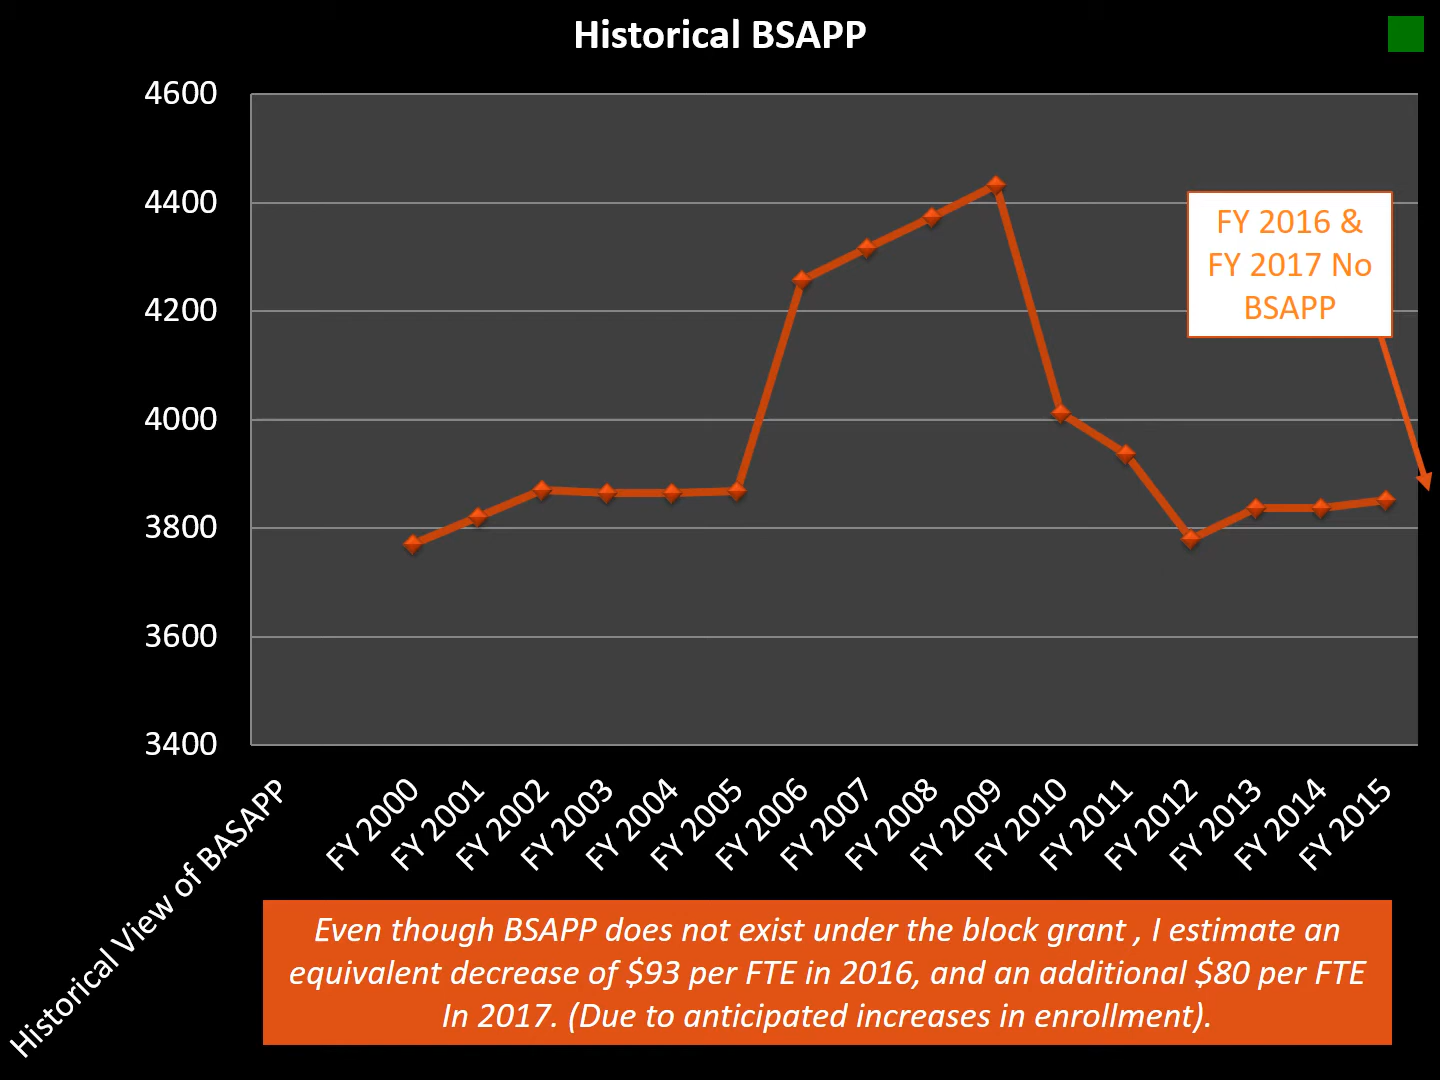 Historical BSAPP
4600
4400
4200
4000
3800
3600
3400
FY 2016 &
FY 2017 No
BSAPP
Historical View of BASAPP
FY 2000
FY 2001
FY 2002
FY 2003
FY 2004
FY 2005
FY 2006
FY 2007
FY 2008
FY 2009
FY 2010
FY 2011
FY 2012
FY 2013
FY 2014
FY 2015
Even though BSAPP does not exist under the block grant , I estimate an
equivalent decrease of $93 per FTE in 2016, and an additional $80 per FTE
In 2017. (Due to anticipated increases in enrollment).